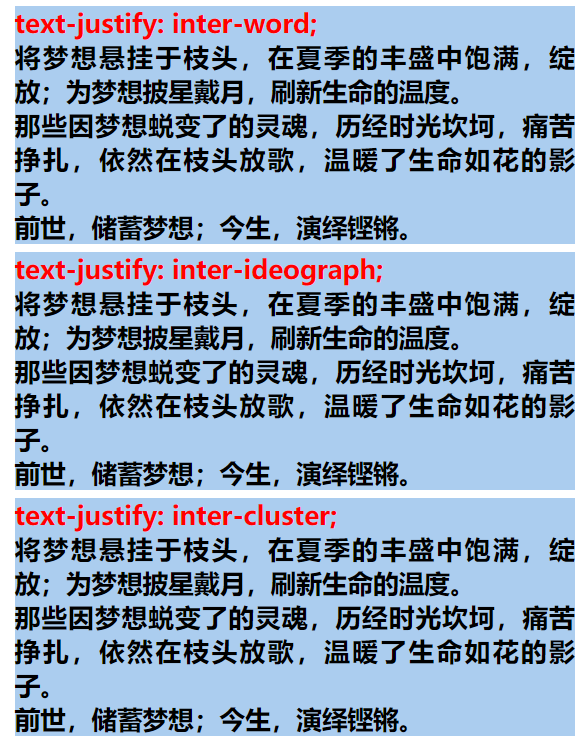 text-justify: inter-word;
将梦想悬挂于枝头，在夏季的丰盛中饱满，绽
放；为梦想披星戴月，刷新生命的温度。
那些因梦想蜕变了的灵魂，历经时光坎坷，痛苦
挣扎，依然在枝头放歌，温暖了生命如花的影
子。
前世，储蓄梦想；今生，演绎铿锵。
text-justify: inter-ideograph;
将梦想悬挂于枝头，在夏季的丰盛中饱满，绽
放；为梦想披星戴月，刷新生命的温度。
那些因梦想蜕变了的灵魂，历经时光坎坷，痛苦
挣扎，依然在枝头放歌，温暖了生命如花的影
子。
前世，储蓄梦想；今生，演绎铿锵。
text-justify: inter-cluster;
将梦想悬挂于枝头，在夏季的丰盛中饱满，绽
放；为梦想披星戴月，刷新生命的温度。
那些因梦想蜕变了的灵魂，历经时光坎坷，痛苦
挣扎，依然在枝头放歌，温暖了生命如花的影
子。
前世，储蓄梦想；今生，演绎铿锵。